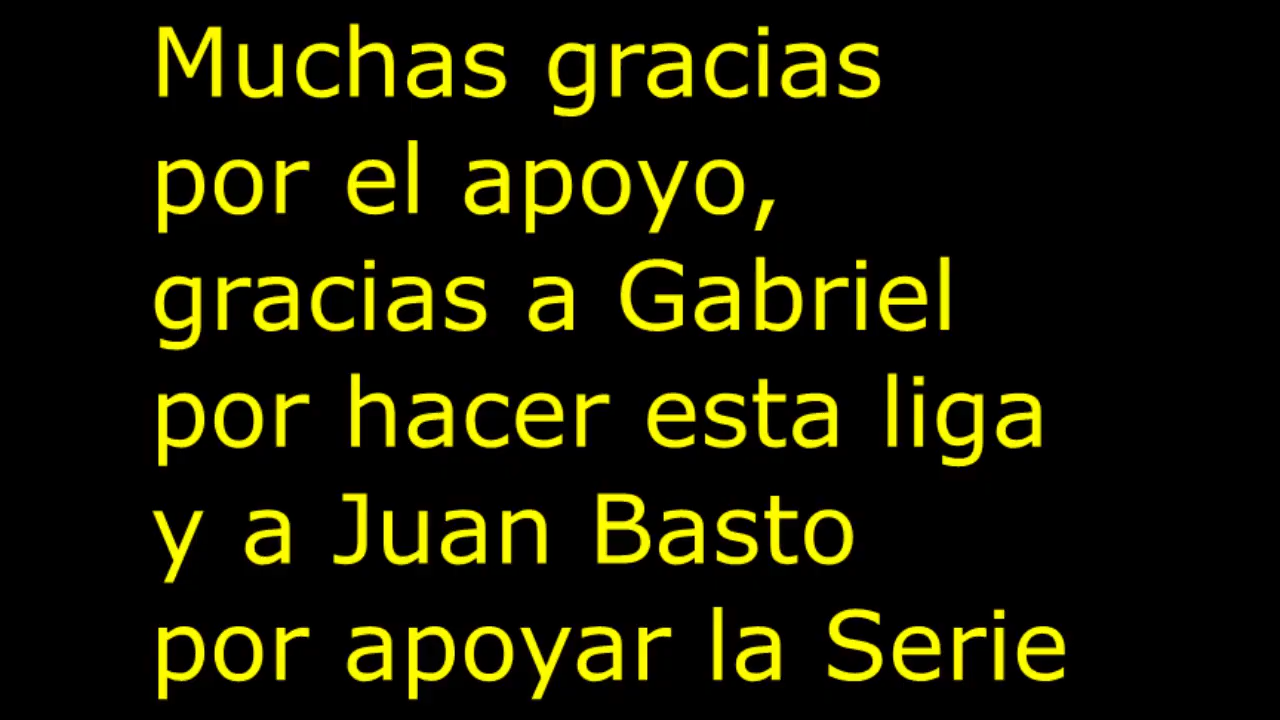 Muchas gracias
por el apoyo,
gracias a Gabriel
por hacer esta liga
y a Juan Basto
por apoyar la Serie